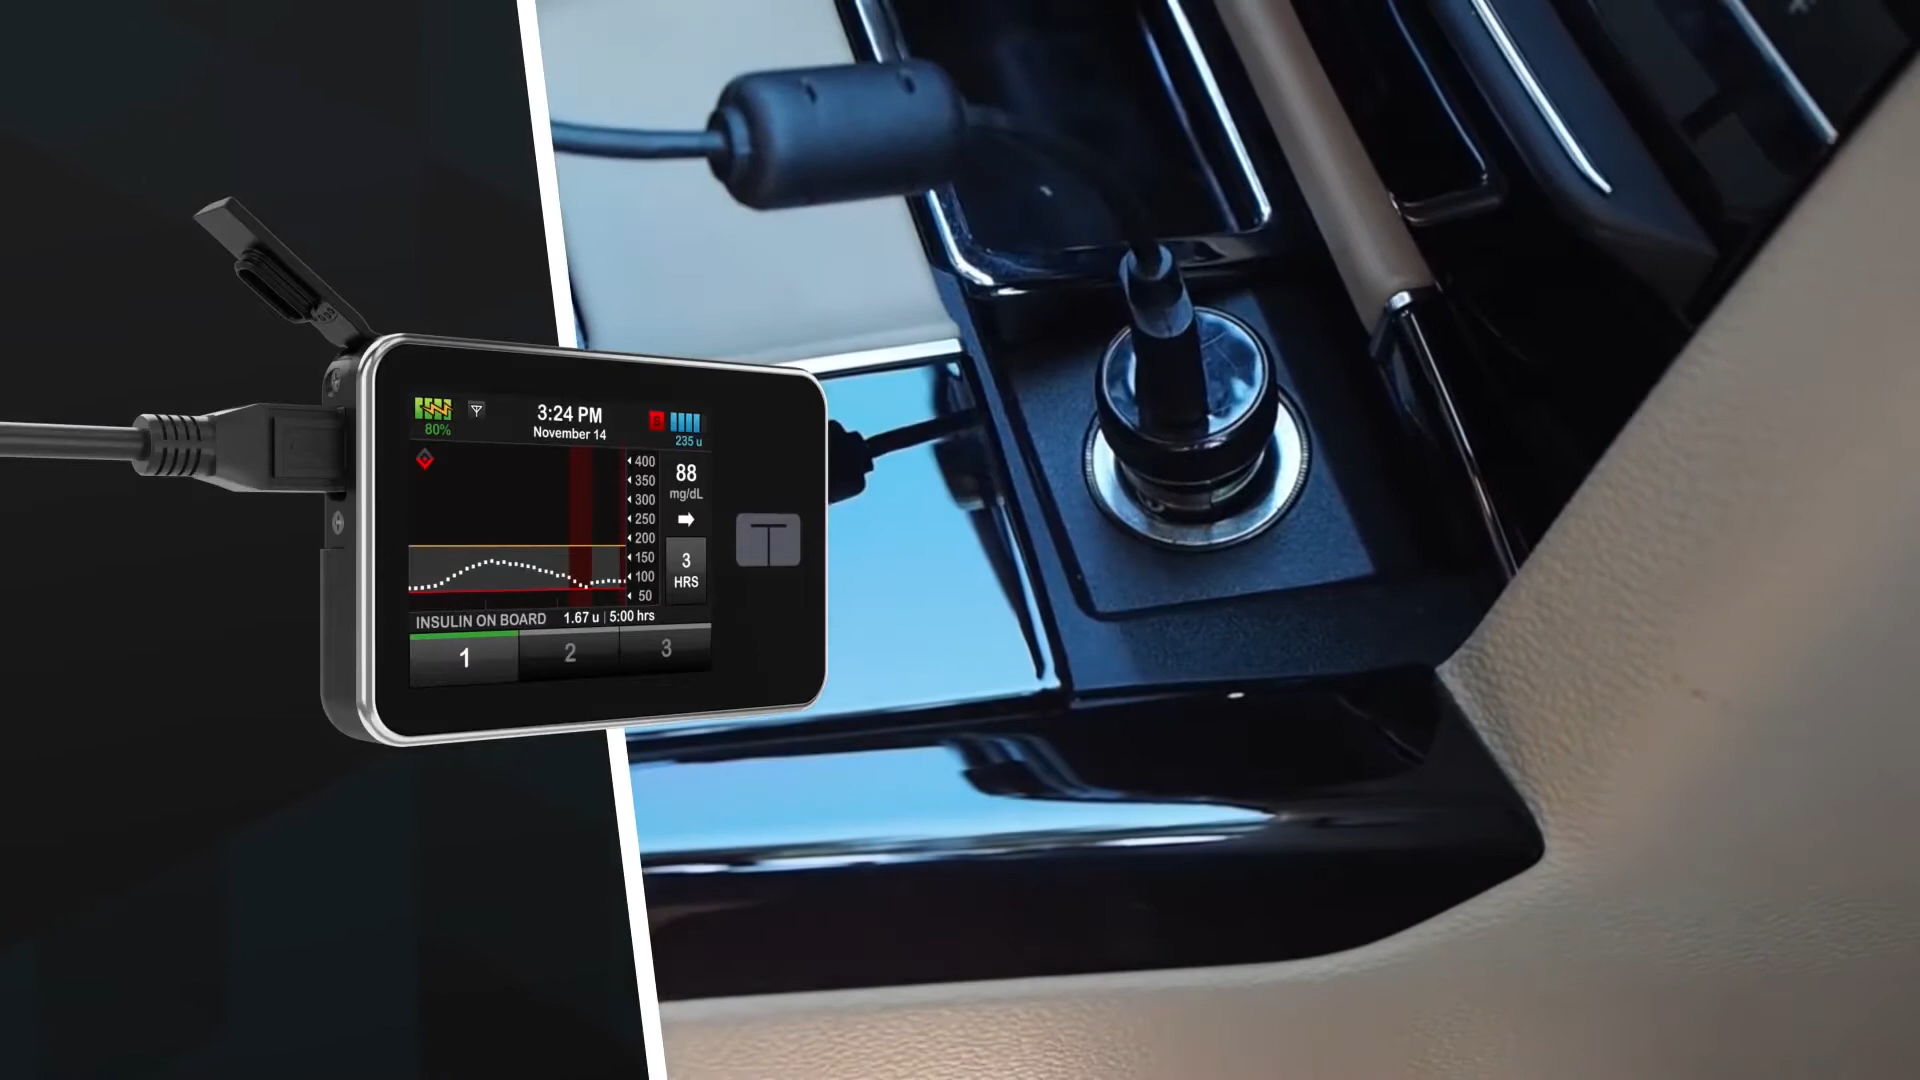 80%
3:24 PM
November 14
235 u
400
350
300
250
200
150
100
50
88
mg/dL
3
HRS
INSULIN ON BOARD 1.67 u | 5:00 hrs
1
2
3